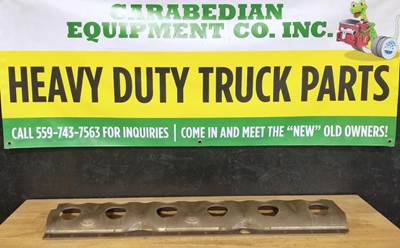 CARABEDIAN
EQUIPMENT CO. INC.
HEAVY DUTY TRUCK PARTS
CALL 559-743-7563 FOR INQUIRIES | COME IN AND MEET THE "NEW" OLD OWNERS!